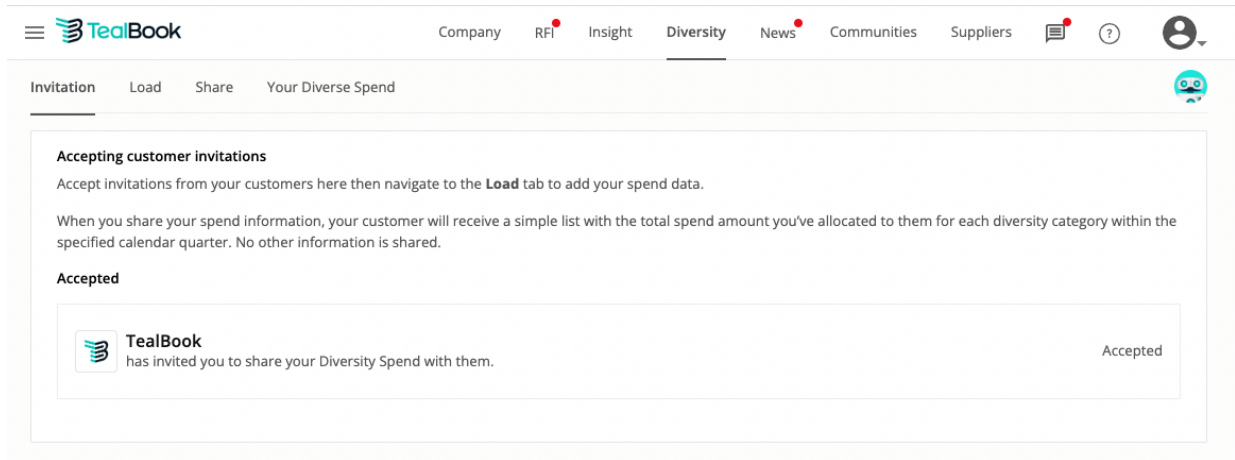 TealBook
Company RFI Insight Diversity News Communities Suppliers ?
Invitation Load Share Your Diverse Spend
Accepting customer invitations
Accept invitations from your customers here then navigate to the Load tab to add your spend data.
When you share your spend information, your customer will receive a simple list with the total spend amount you've allocated to them for each diversity category within the
specified calendar quarter. No other information is shared.
Accepted
TealBook
has invited you to share your Diversity Spend with them.
Accepted